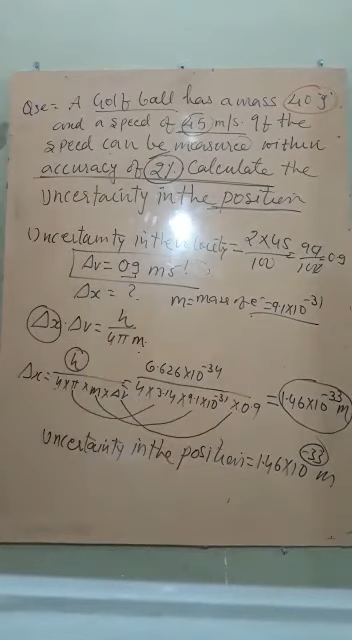 Que= A Golf ball has a mass 40 g
and a speed of 45 m/s. If the
speed can be measure within
accuracy of 2% Calculate the
Uncertainty in the position
Uncertainty in the velocity = 2×45/100 = 90/100 = 0.9
Δv = 0.9 ms⁻¹
Δx = ? m = mass of e⁻ = 9.1×10⁻³¹
Δx · Δv = h/4πm
Δx = h/4×π×m×Δv = 6.626×10⁻³⁴/4×3.14×9.1×10⁻³¹×0.9 = 1.46×10⁻³³ m
Uncertainty in the position = 1.46×10⁻³³ m